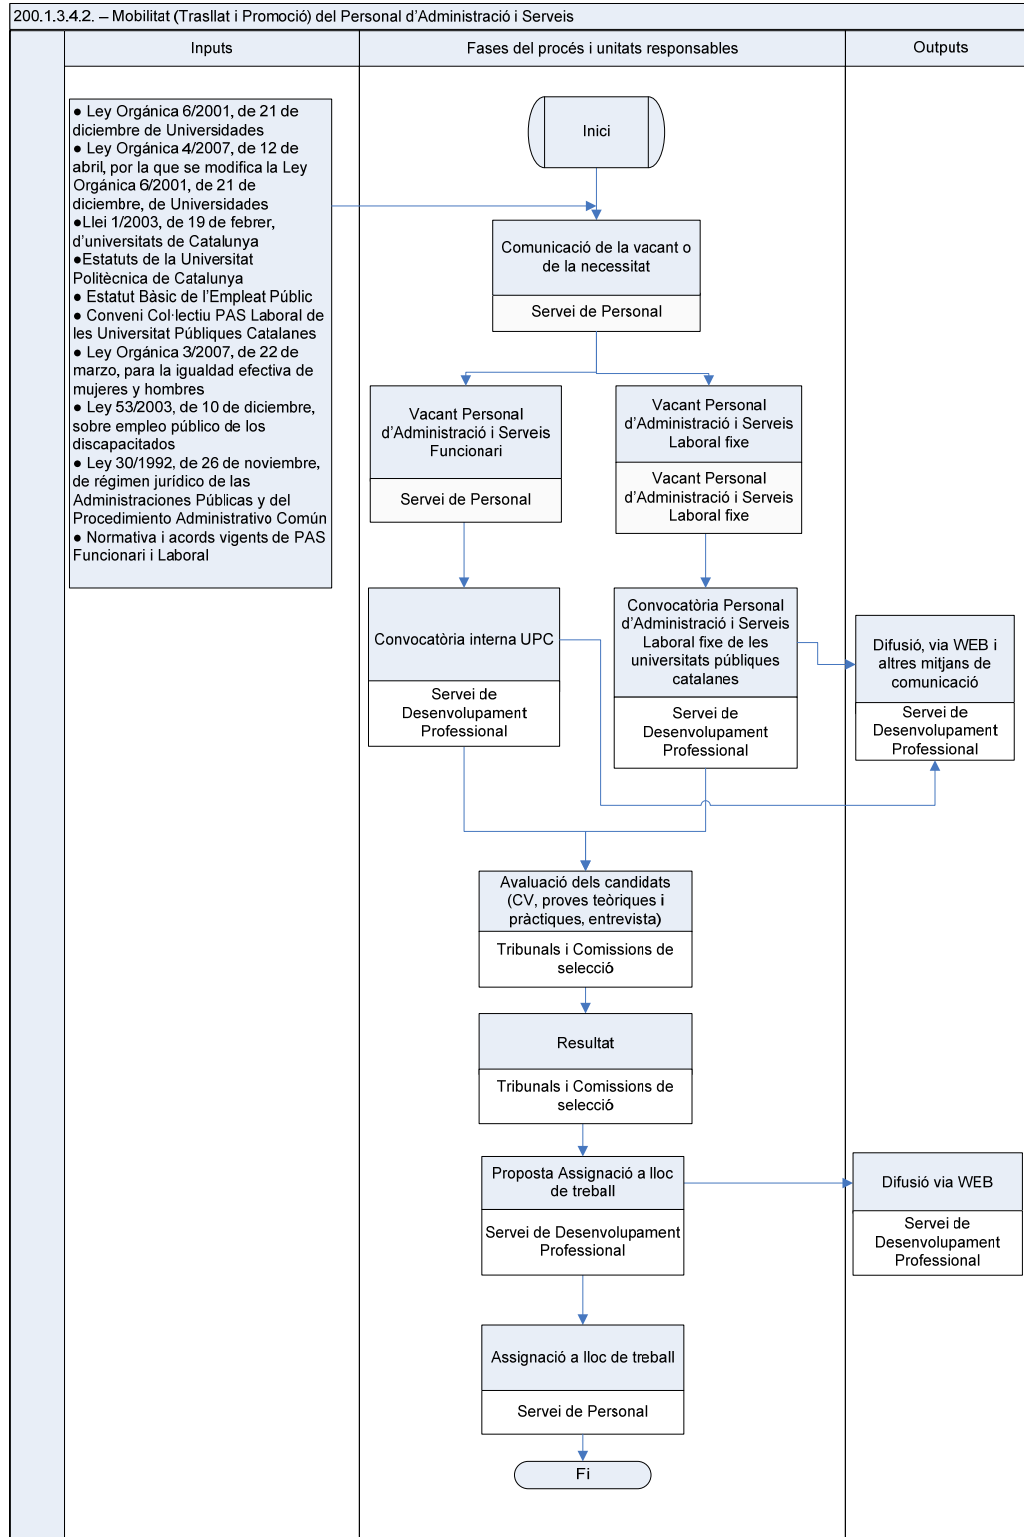 200.1.3.4.2. – Mobilitat (Trasllat i Promoció) del Personal d’Administració i Serveis
Inputs
Fases del procés i unitats responsables
Outputs
● Ley Orgánica 6/2001, de 21 de
diciembre de Universidades
● Ley Orgánica 4/2007, de 12 de
abril, por la que se modifica la Ley
Orgánica 6/2001, de 21 de
diciembre, de Universidades
●Llei 1/2003, de 19 de febrer,
d’universitats de Catalunya
●Estatuts de la Universitat
Politècnica de Catalunya
● Estatut Bàsic de l’Empleat Públic
● Conveni Col·lectiu PAS Laboral de
les Universitat Públiques Catalanes
● Ley Orgánica 3/2007, de 22 de
marzo, para la igualdad efectiva de
mujeres y hombres
● Ley 53/2003, de 10 de diciembre,
sobre empleo público de los
discapacitados
● Ley 30/1992, de 26 de noviembre,
de régimen jurídico de las
Administraciones Públicas y del
Procedimiento Administrativo Común
● Normativa i acords vigents de PAS
Funcionari i Laboral
Inici
Comunicació de la vacant o
de la necessitat
Servei de Personal
Vacant Personal
d’Administració i Serveis
Funcionari
Servei de Personal
Vacant Personal
d’Administració i Serveis
Laboral fixe
Vacant Personal
d’Administració i Serveis
Laboral fixe
Convocatòria interna UPC
Servei de
Desenvolupament
Professional
Convocatòria Personal
d’Administració i Serveis
Laboral fixe de les
universitats públiques
catalanes
Servei de
Desenvolupament
Professional
Difusió, via WEB i
altres mitjans de
comunicació
Servei de
Desenvolupament
Professional
Avaluació dels candidats
(CV, proves teòriques i
pràctiques, entrevista)
Tribunals i Comissions de
selecció
Resultat
Tribunals i Comissions de
selecció
Proposta Assignació a lloc
de treball
Servei de Desenvolupament
Professional
Difusió via WEB
Servei de
Desenvolupament
Professional
Assignació a lloc de treball
Servei de Personal
Fi